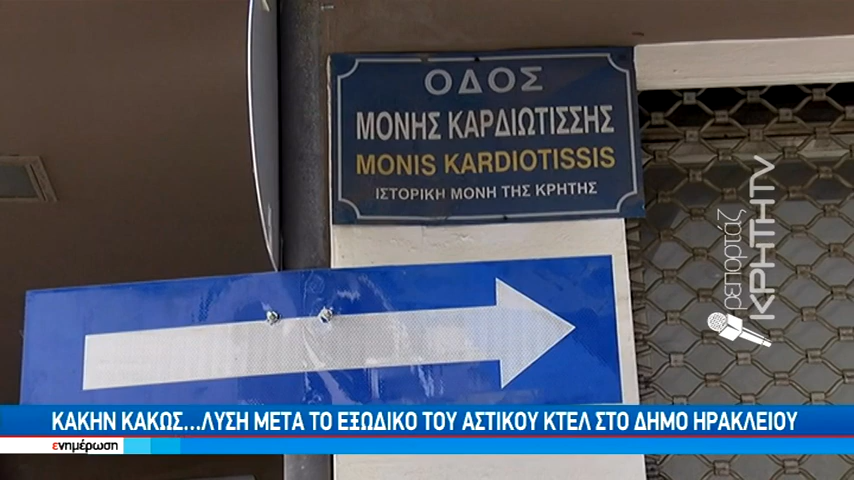 ΟΔΟΣ
ΜΟΝΗΣ ΚΑΡΔΙΩΤΙΣΣΗΣ
MONIS KARDIOTISSIS
ΙΣΤΟΡΙΚΗ ΜΟΝΗ ΤΗΣ ΚΡΗΤΗΣ
ρεπορτάζ
ΚΡΗΤΗTV
ΚΑΚΗΝ ΚΑΚΩΣ...ΛΥΣΗ ΜΕΤΑ ΤΟ ΕΞΩΔΙΚΟ ΤΟΥ ΑΣΤΙΚΟΥ ΚΤΕΛ ΣΤΟ ΔΗΜΟ ΗΡΑΚΛΕΙΟΥ
ενημέρωση